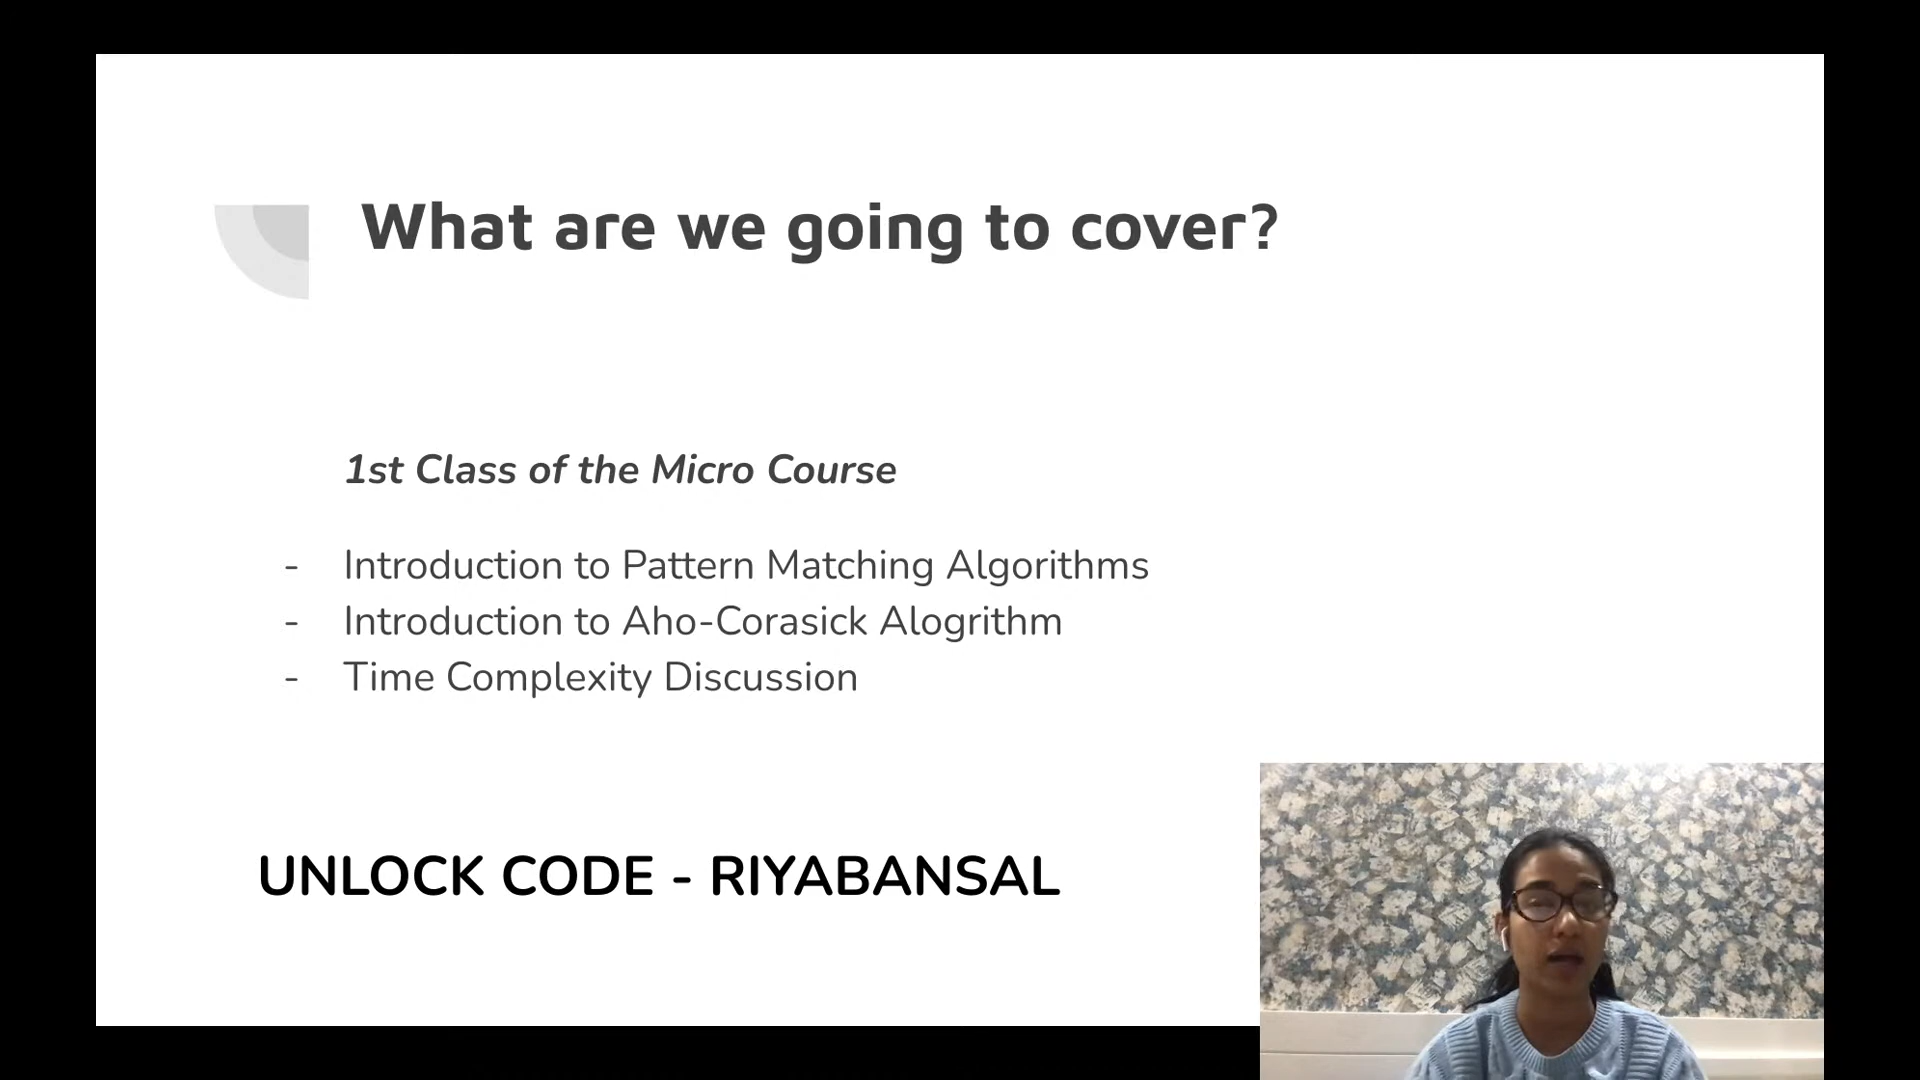 What are we going to cover?
1st Class of the Micro Course
- Introduction to Pattern Matching Algorithms
- Introduction to Aho-Corasick Alogrithm
- Time Complexity Discussion
UNLOCK CODE - RIYABANSAL